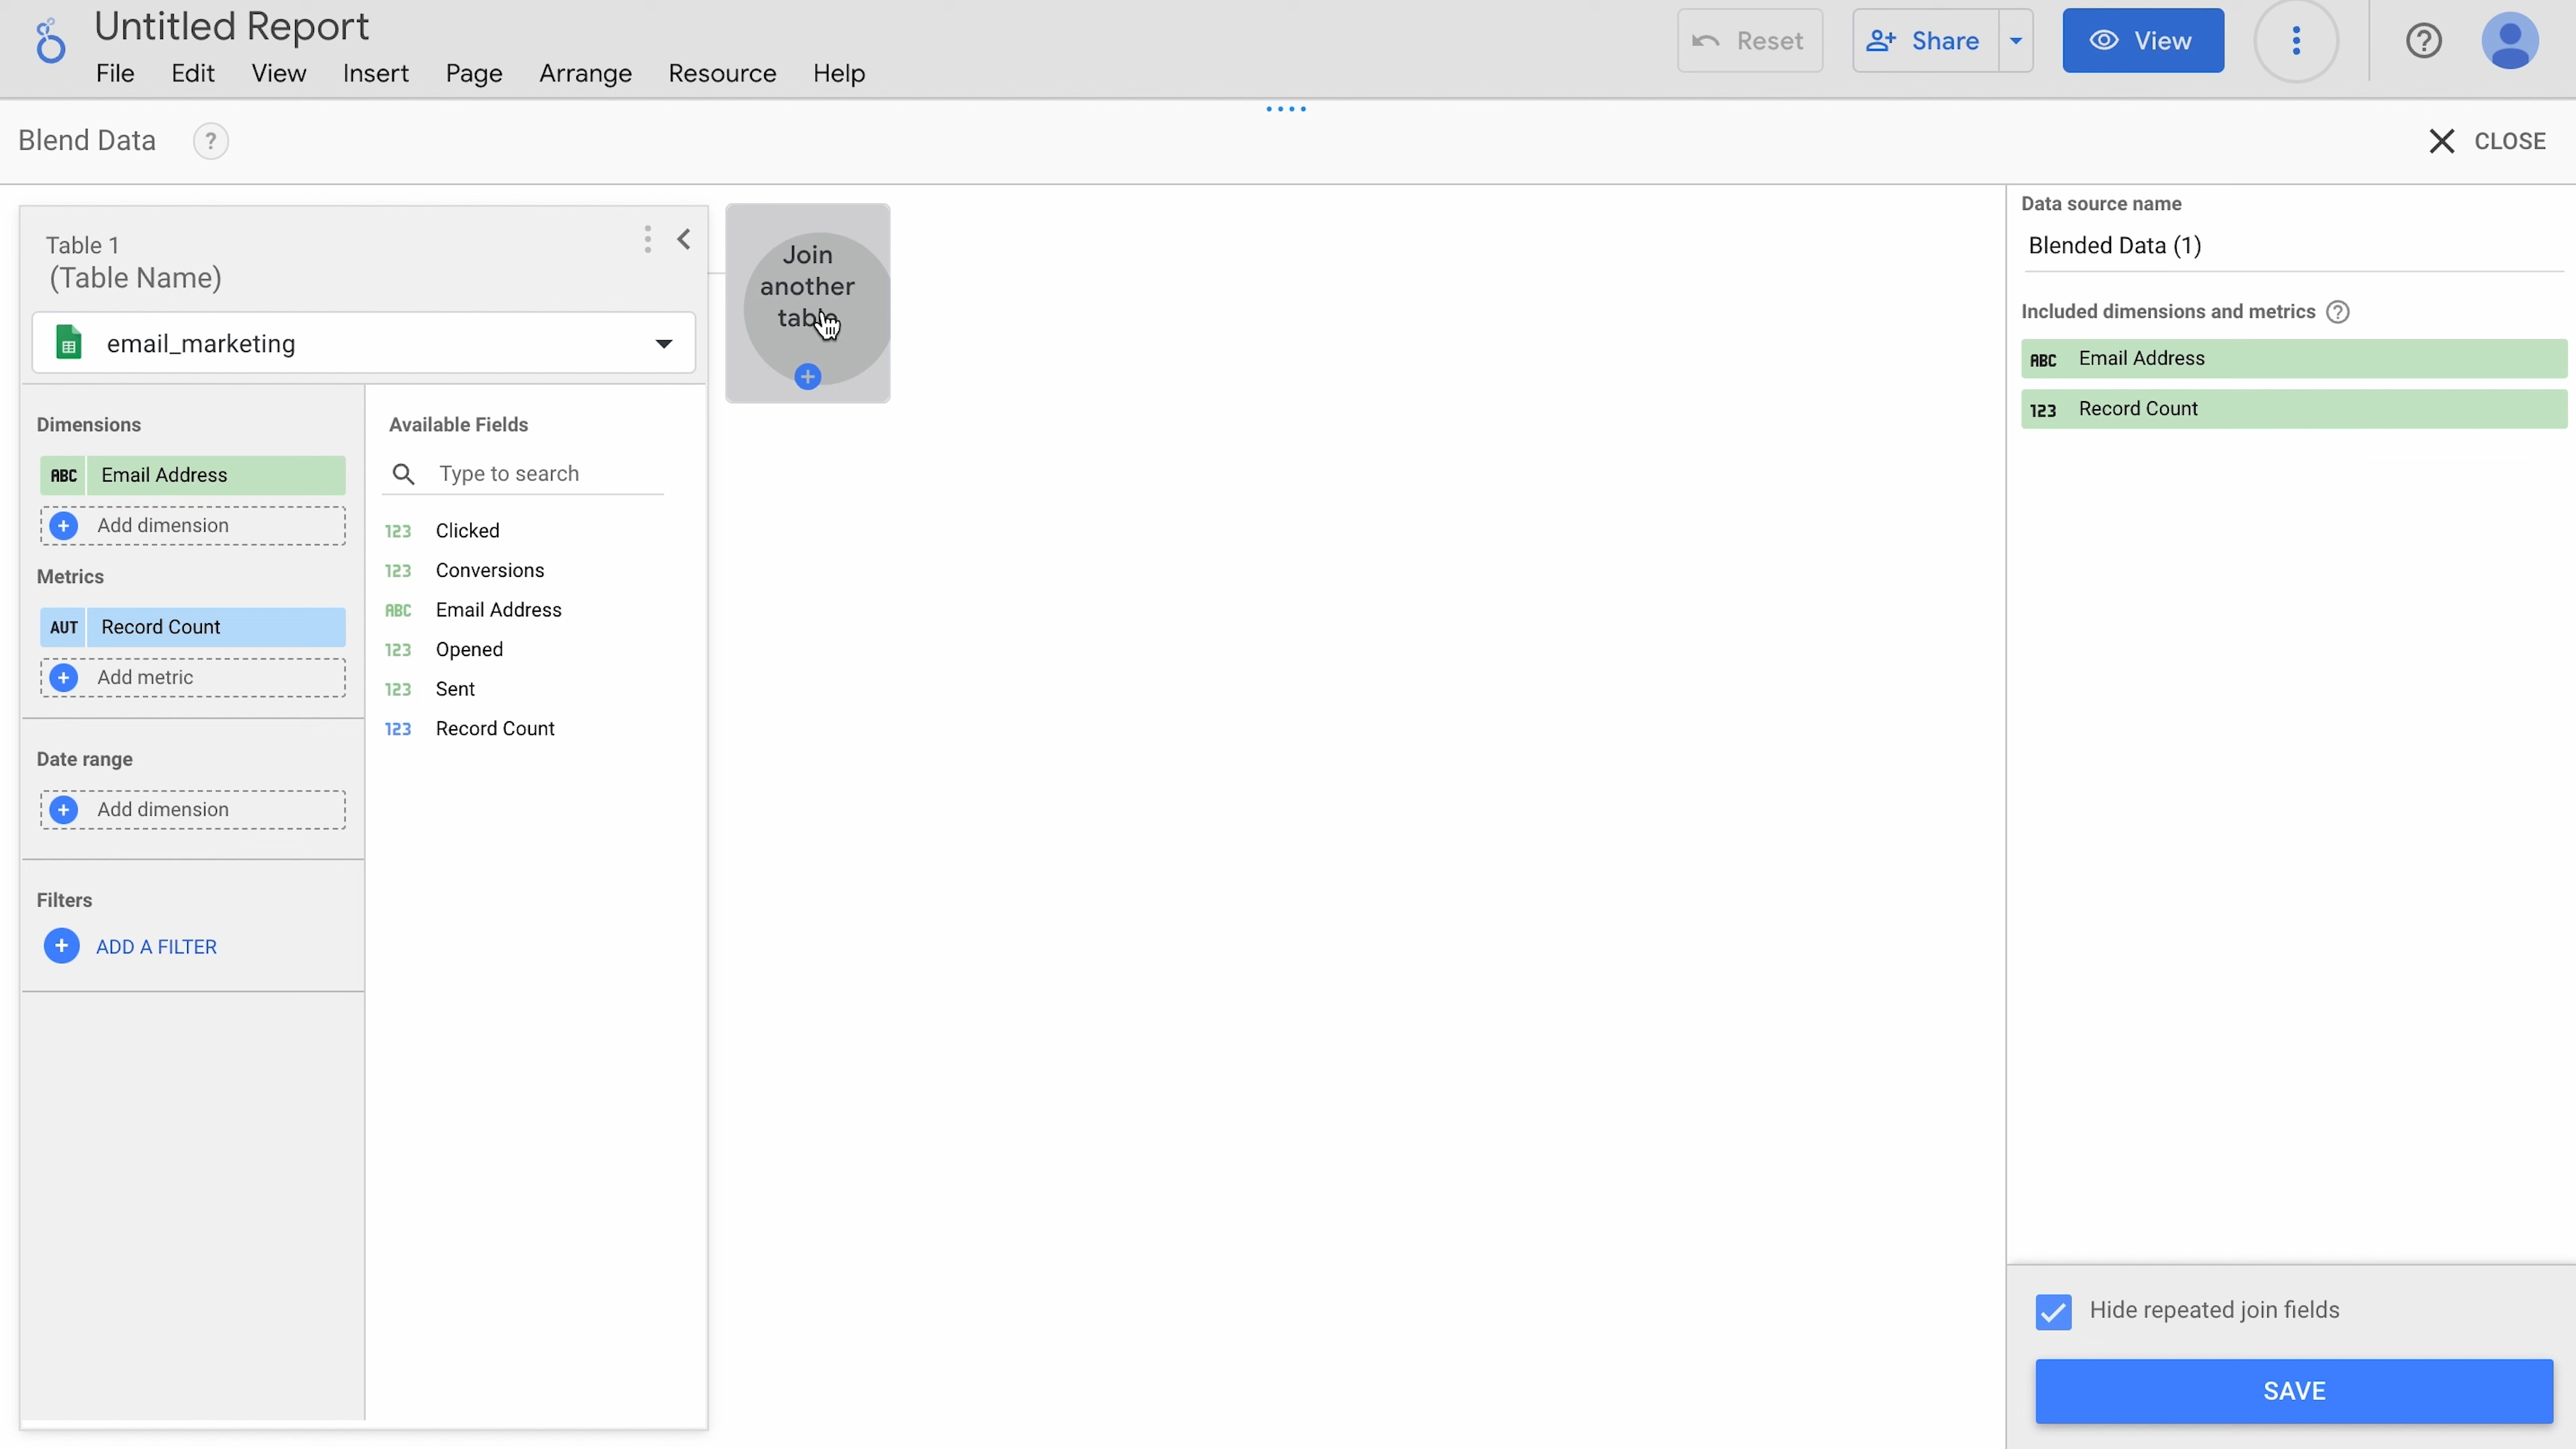 Untitled Report
File Edit View Insert Page Arrange Resource Help
Reset Share View
Blend Data ?
CLOSE
Table 1
(Table Name)
email_marketing
Dimensions
ABC Email Address
Add dimension
Metrics
AUT Record Count
Add metric
Date range
Add dimension
Filters
ADD A FILTER
Available Fields
Type to search
123 Clicked
123 Conversions
ABC Email Address
123 Opened
123 Sent
123 Record Count
Join
another
table
Data source name
Blended Data (1)
Included dimensions and metrics ?
ABC Email Address
123 Record Count
Hide repeated join fields
SAVE